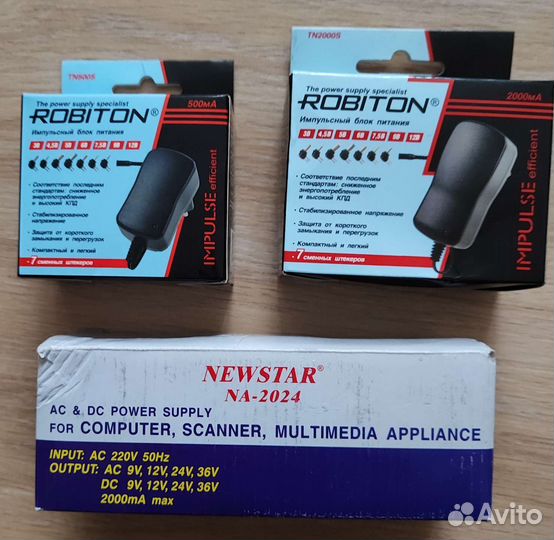 TN500S
The power supply specialist
500мА
ROBITON®
Импульсный блок питания
3В 4,5В 5В 6В 7,5В 9В 12В
• Соответствие последним
стандартам: сниженное
энергопотребление
и высокий КПД
• Стабилизированное
напряжение
• Защита от короткого
замыкания и перегрузок
• Компактный и легкий
• 7 сменных штекеров
IMPULSE efficient
TN2000S
The power supply specialist
2000мА
ROBITON®
Импульсный блок питания
3В 4,5В 5В 6В 7,5В 9В 12В
• Соответствие последним
стандартам: сниженное
энергопотребление
и высокий КПД
• Стабилизированное
напряжение
• Защита от короткого
замыкания и перегрузок
• Компактный и легкий
• 7 сменных штекеров
IMPULSE efficient
NEWSTAR®
NA-2024
AC & DC POWER SUPPLY
FOR COMPUTER, SCANNER, MULTIMEDIA APPLIANCE
INPUT: AC 220V 50Hz
OUTPUT: AC 9V, 12V, 24V, 36V
DC 9V, 12V, 24V, 36V
2000mA max
Avito